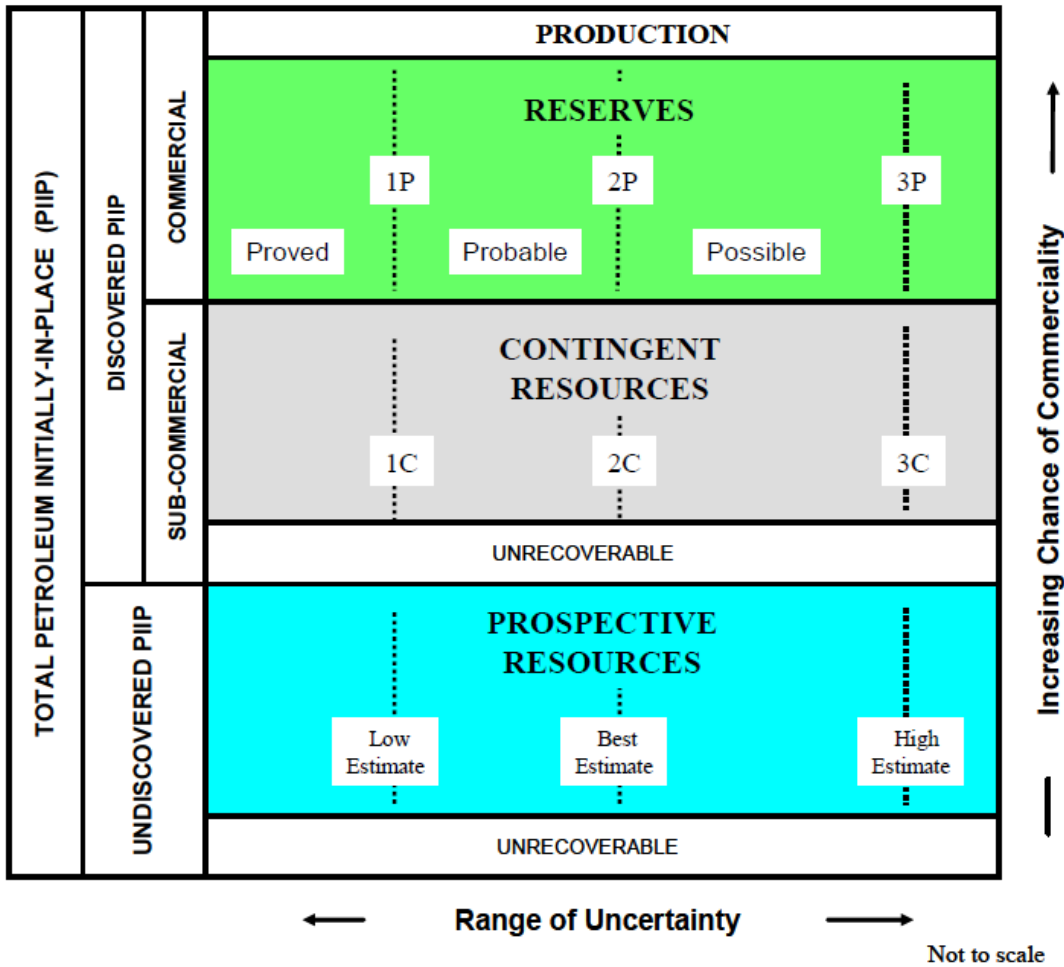 TOTAL PETROLEUM INITIALLY-IN-PLACE (PIIP)
DISCOVERED PIIP
UNDISCOVERED PIIP
COMMERCIAL
SUB-COMMERCIAL
PRODUCTION
RESERVES
1P
2P
3P
Proved
Probable
Possible
CONTINGENT
RESOURCES
1C
2C
3C
UNRECOVERABLE
PROSPECTIVE
RESOURCES
Low
Estimate
Best
Estimate
High
Estimate
UNRECOVERABLE
Increasing Chance of Commerciality
Range of Uncertainty
Not to scale